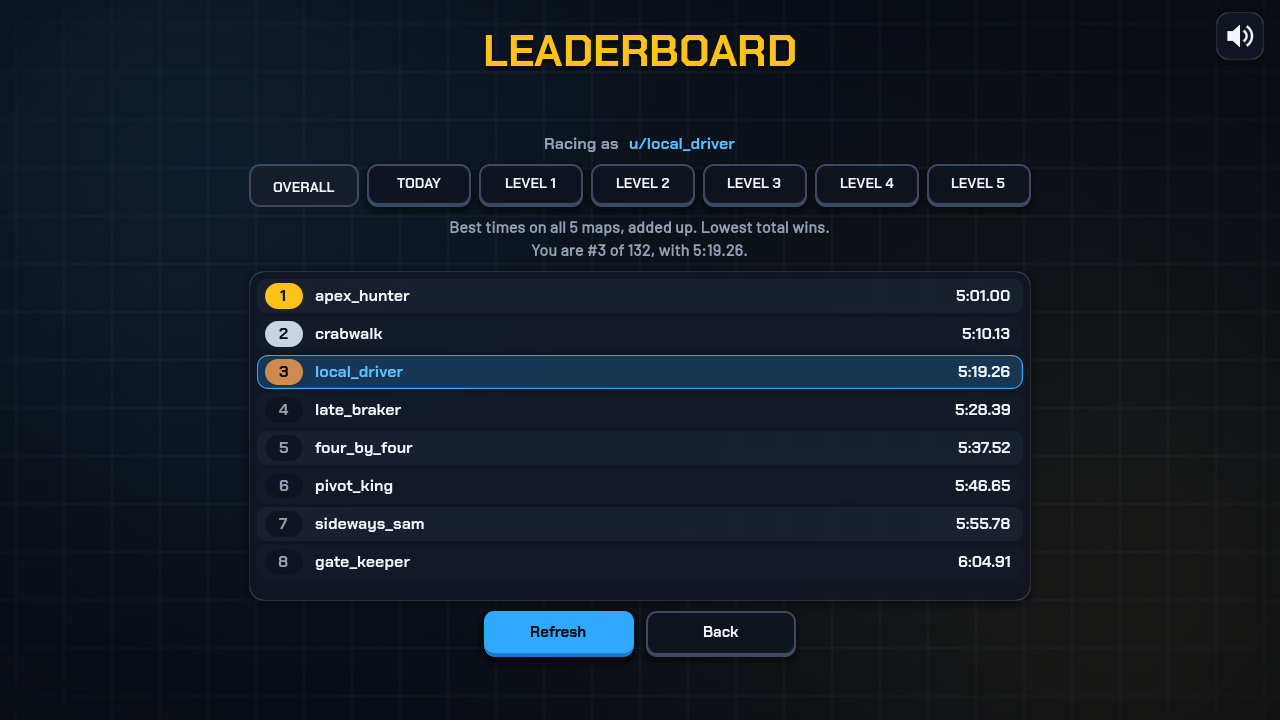 LEADERBOARD
Racing as u/local_driver
OVERALL TODAY LEVEL 1 LEVEL 2 LEVEL 3 LEVEL 4 LEVEL 5
Best times on all 5 maps, added up. Lowest total wins.
You are #3 of 132, with 5:19.26.
1 apex_hunter 5:01.00
2 crabwalk 5:10.13
3 local_driver 5:19.26
4 late_braker 5:28.39
5 four_by_four 5:37.52
6 pivot_king 5:46.65
7 sideways_sam 5:55.78
8 gate_keeper 6:04.91
Refresh Back